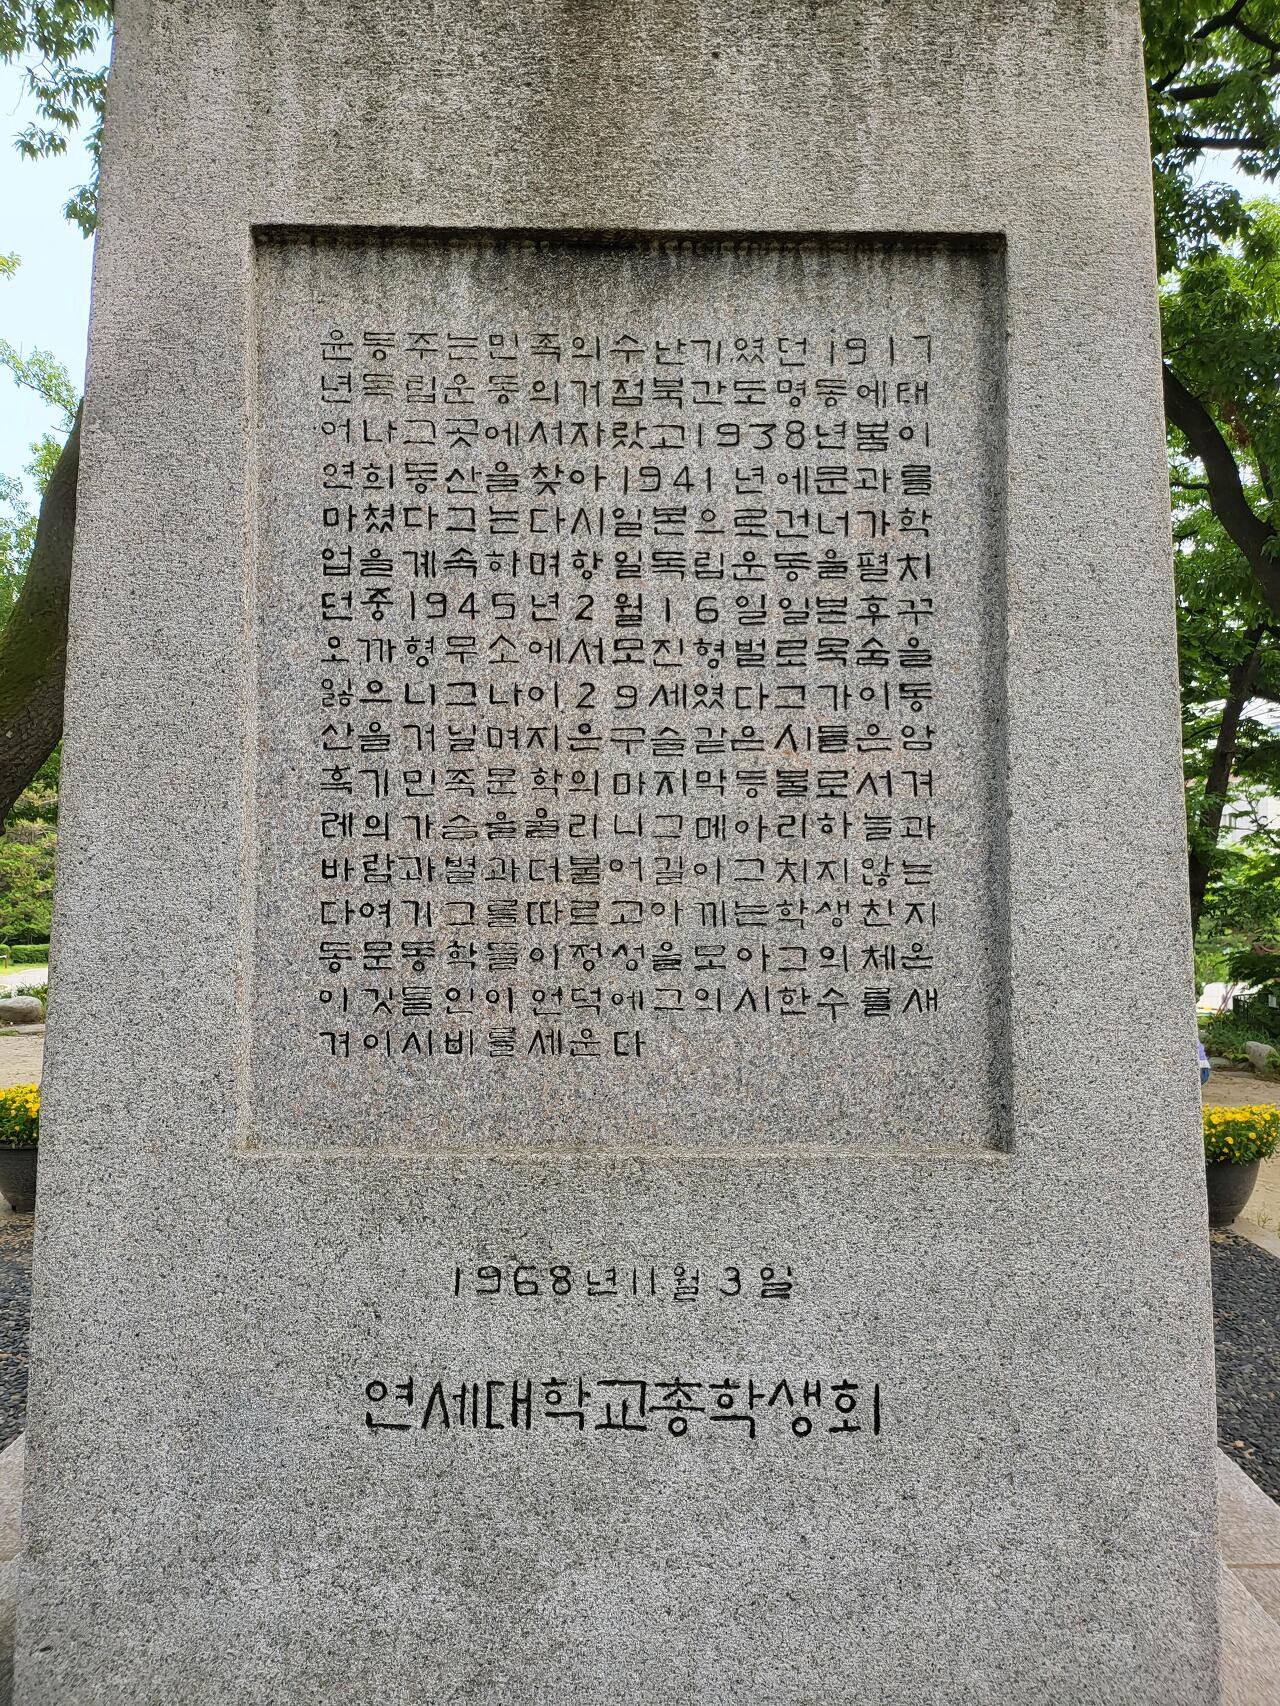 윤동주는민족의수난기였던1917
년독립운동의거점북간도명동에태
어나그곳에서자랐고1938년봄이
연희동산을찾아1941년에문과를
마쳤다그는다시일본으로건너가학
업을계속하며항일독립운동을펼치
던중1945년2월16일일본후꾸
오까형무소에서모진형벌로목숨을
잃으니그나이29세였다그가이동
산을거닐며지은구슬같은시들은암
흑기민족문학의마지막등불로서겨
레의가슴을울리니그메아리하늘과
바람과별과더불어길이그치지않는
다여기그를따르고아끼는학생친지
동문동학들이정성을모아그의체온
이깃들인이언덕에그의시한수를새
겨이시비를세운다
1968년11월3일
연세대학교총학생회